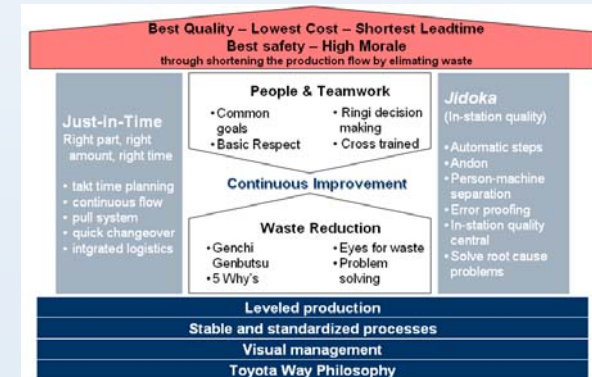 Best Quality – Lowest Cost – Shortest Leadtime
Best safety – High Morale
through shortening the production flow by elimating waste
Just-in-Time
Right part, right
amount, right time
• takt time planning
• continuous flow
• pull system
• quick changeover
• intgrated logistics
People & Teamwork
• Common
goals
• Basic Respect
• Ringi decision
making
• Cross trained
Continuous Improvement
Waste Reduction
• Genchi
Genbutsu
• 5 Why's
• Eyes for waste
• Problem
solving
Jidoka
(In-station quality)
• Automatic steps
• Andon
• Person-machine
separation
• Error proofing
• In-station quality
central
• Solve root cause
problems
Leveled production
Stable and standardized processes
Visual management
Toyota Way Philosophy